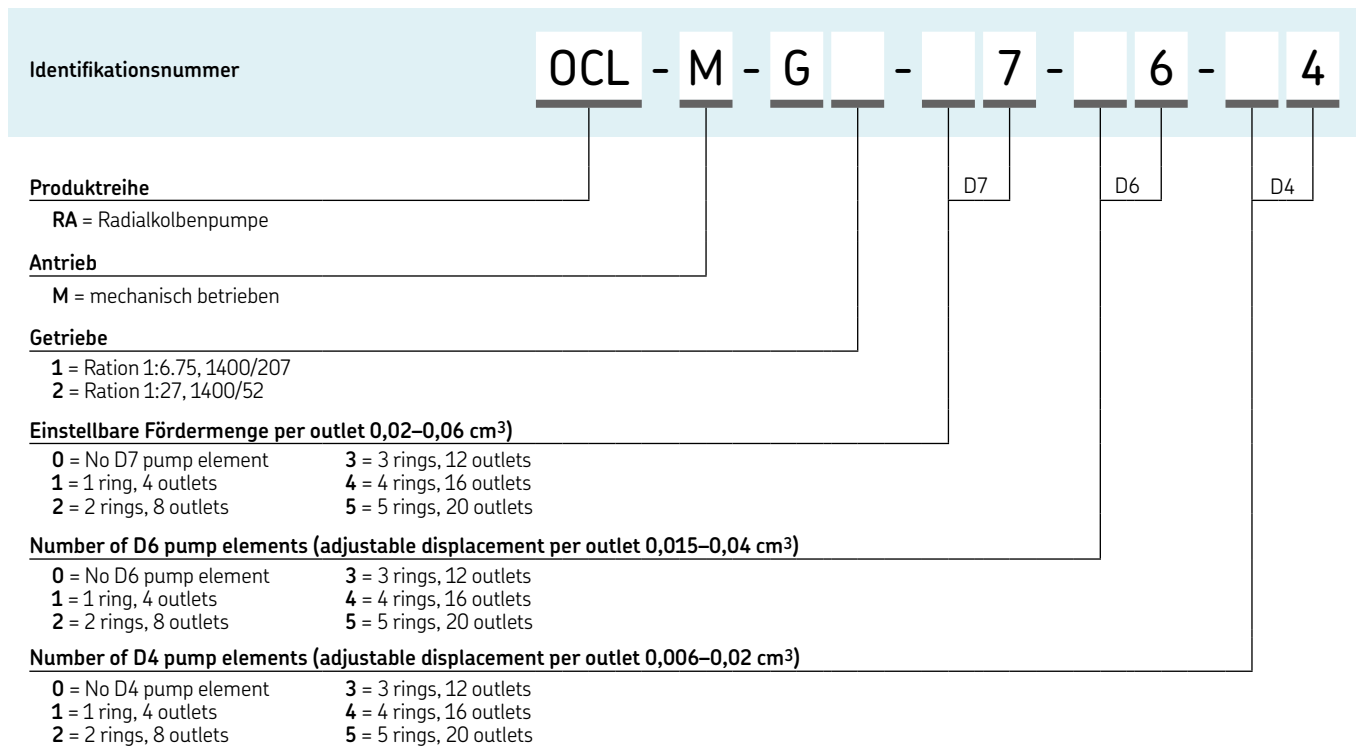 Identifikationsnummer OCL - M - G - 7 - 6 - 4
Produktreihe D7 D6 D4
RA = Radialkolbenpumpe
Antrieb
M = mechanisch betrieben
Getriebe
1 = Ration 1:6.75, 1400/207
2 = Ration 1:27, 1400/52
Einstellbare Fördermenge per outlet 0,02–0,06 cm³)
0 = No D7 pump element 3 = 3 rings, 12 outlets
1 = 1 ring, 4 outlets 4 = 4 rings, 16 outlets
2 = 2 rings, 8 outlets 5 = 5 rings, 20 outlets
Number of D6 pump elements (adjustable displacement per outlet 0,015–0,04 cm³)
0 = No D6 pump element 3 = 3 rings, 12 outlets
1 = 1 ring, 4 outlets 4 = 4 rings, 16 outlets
2 = 2 rings, 8 outlets 5 = 5 rings, 20 outlets
Number of D4 pump elements (adjustable displacement per outlet 0,006–0,02 cm³)
0 = No D4 pump element 3 = 3 rings, 12 outlets
1 = 1 ring, 4 outlets 4 = 4 rings, 16 outlets
2 = 2 rings, 8 outlets 5 = 5 rings, 20 outlets